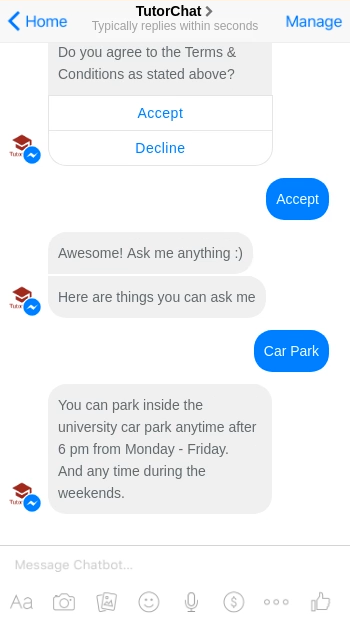 Home
TutorChat
Typically replies within seconds
Manage
Do you agree to the Terms &
Conditions as stated above?
Accept
Decline
Accept
Awesome! Ask me anything :)
Here are things you can ask me
Car Park
You can park inside the
university car park anytime after
6 pm from Monday - Friday.
And any time during the
weekends.
Message Chatbot...
Aa
$